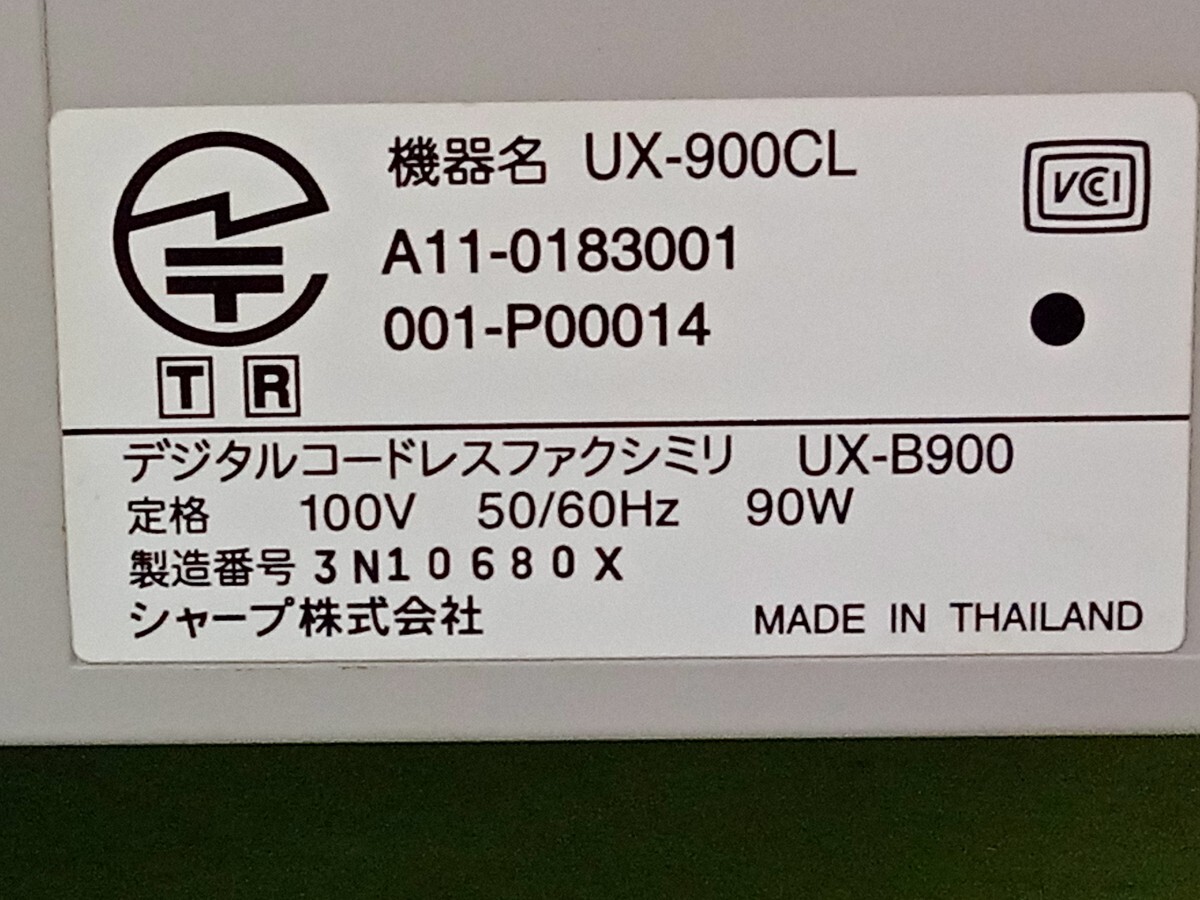 機器名 UX-900CL
VCCI
A11-0183001
001-P00014
T R
デジタルコードレスファクシミリ UX-B900
定格 100V 50/60Hz 90W
製造番号 3N10680X
シャープ株式会社 MADE IN THAILAND